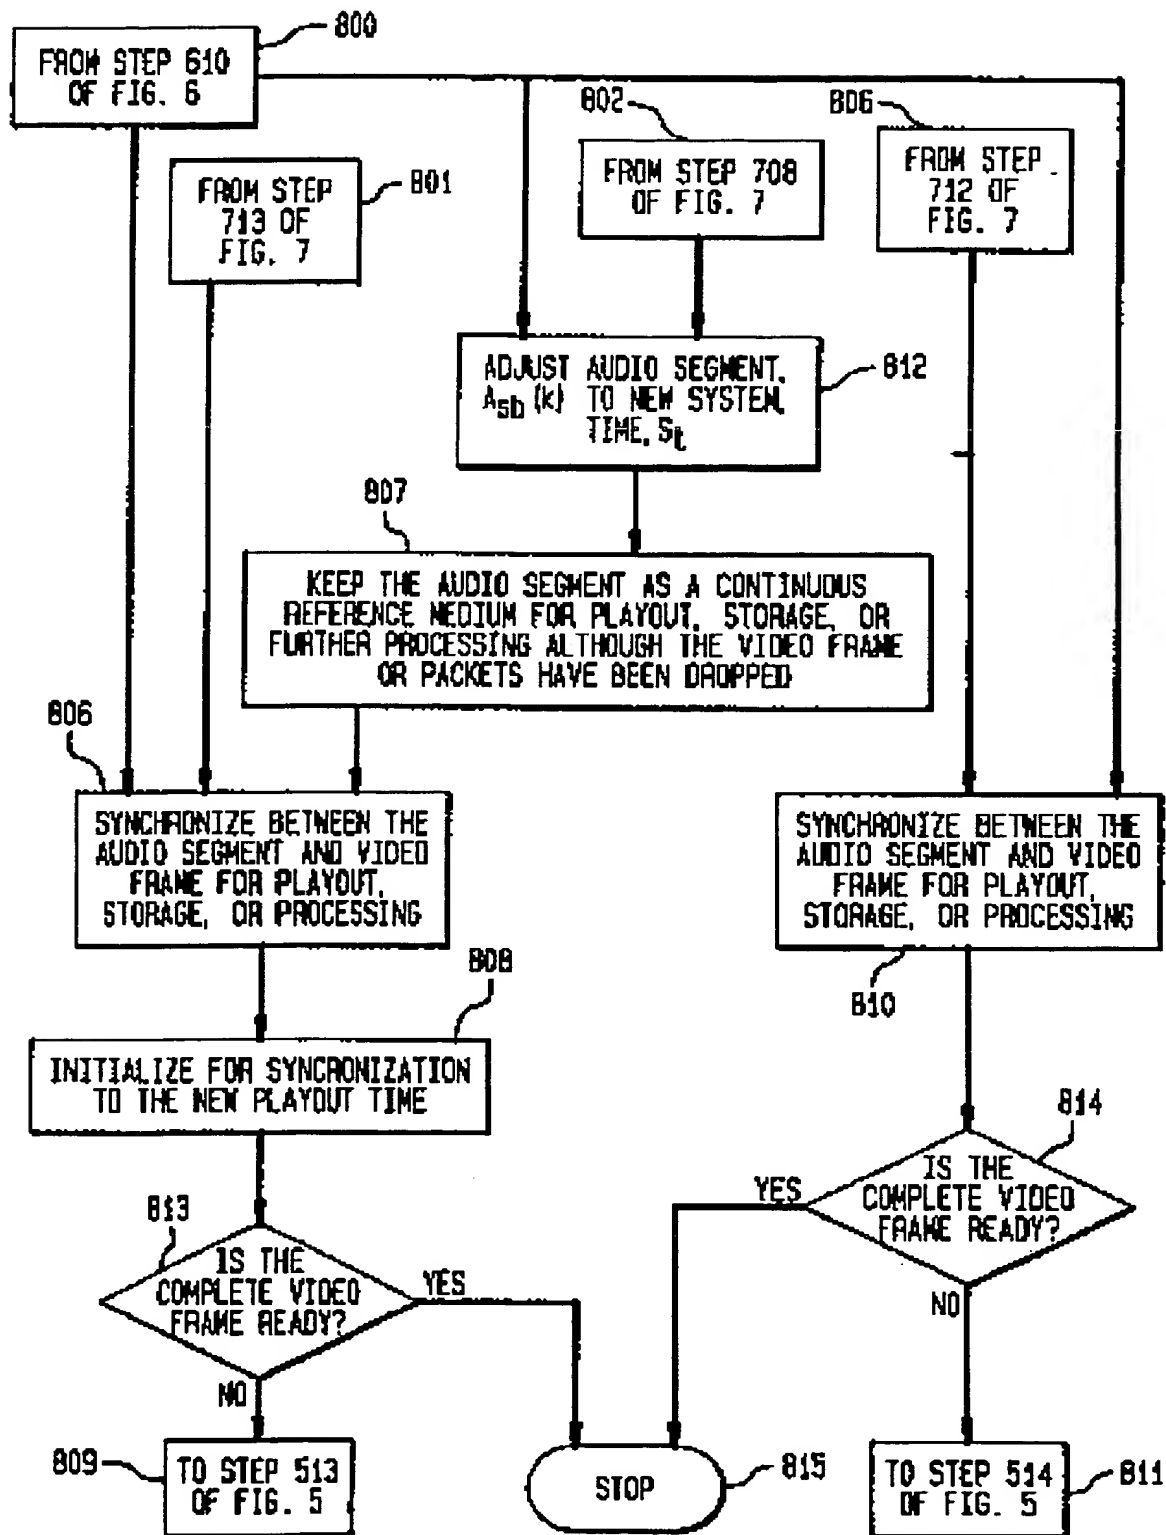 800
FROM STEP 610
OF FIG. 6
802
806
801
FROM STEP
713 OF
FIG. 7
FROM STEP 708
OF FIG. 7
FROM STEP
712 OF
FIG. 7
ADJUST AUDIO SEGMENT,
Asb (k) TO NEW SYSTEM,
TIME, St
812
807
KEEP THE AUDIO SEGMENT AS A CONTINUOUS
REFERENCE MEDIUM FOR PLAYOUT, STORAGE, OR
FURTHER PROCESSING ALTHOUGH THE VIDEO FRAME
OR PACKETS HAVE BEEN DROPPED
806
SYNCHRONIZE BETWEEN THE
AUDIO SEGMENT AND VIDEO
FRAME FOR PLAYOUT,
STORAGE, OR PROCESSING
SYNCHRONIZE BETWEEN THE
AUDIO SEGMENT AND VIDEO
FRAME FOR PLAYOUT,
STORAGE, OR PROCESSING
808
810
INITIALIZE FOR SYNCRONIZATION
TO THE NEW PLAYOUT TIME
814
IS THE
COMPLETE VIDEO
FRAME READY?
YES
NO
813
IS THE
COMPLETE VIDEO
FRAME READY?
YES
NO
809
TO STEP 513
OF FIG. 5
STOP
815
TO STEP 514
OF FIG. 5
811